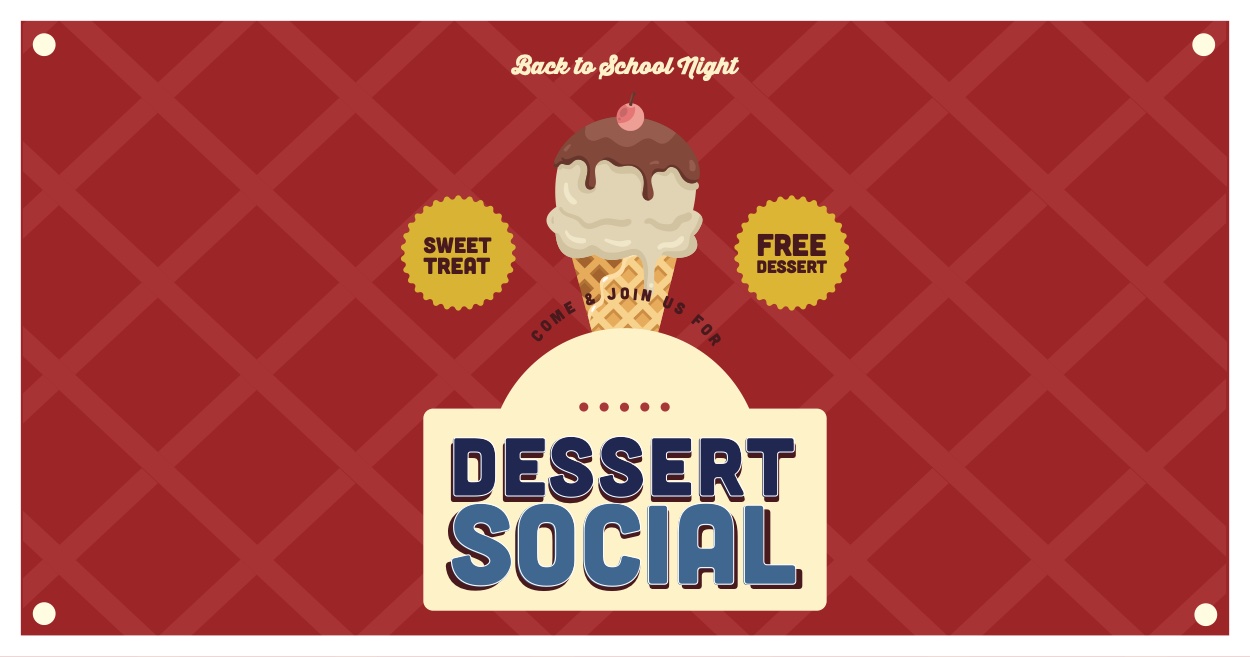 Back to School Night
SWEET
TREAT
FREE
DESSERT
COME & JOIN US FOR
DESSERT
SOCIAL